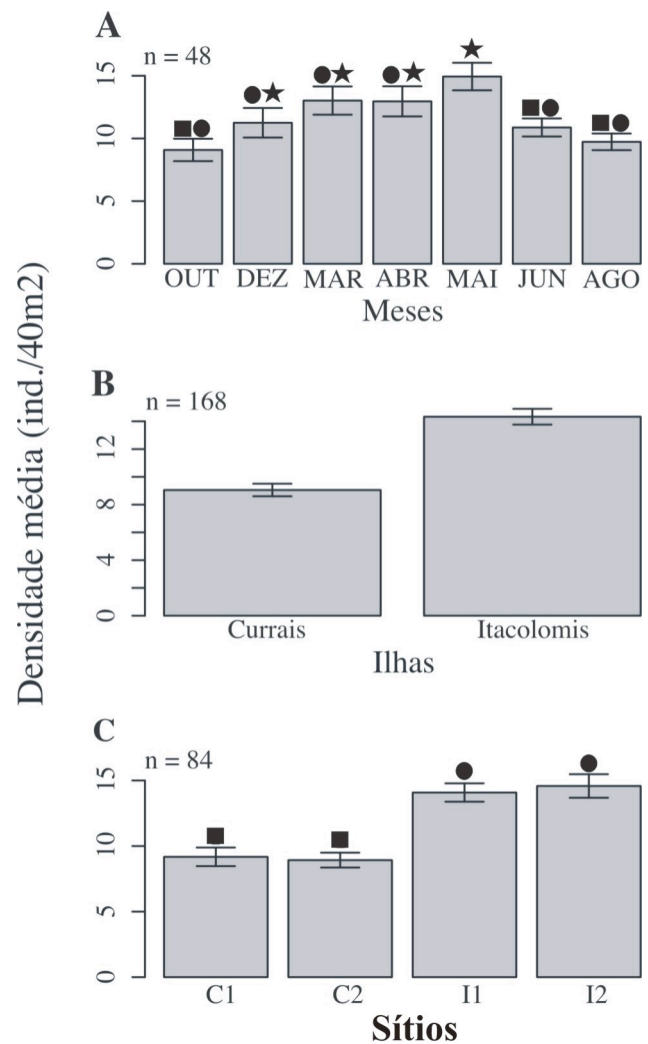 Densidade média (ind./40m2)
A
n = 48
15
10
5
0
OUT DEZ MAR ABR MAI JUN AGO
Meses
B
n = 168
12
8
4
0
Currais Itacolomis
Ilhas
C
n = 84
15
10
5
0
C1 C2 I1 I2
Sítios